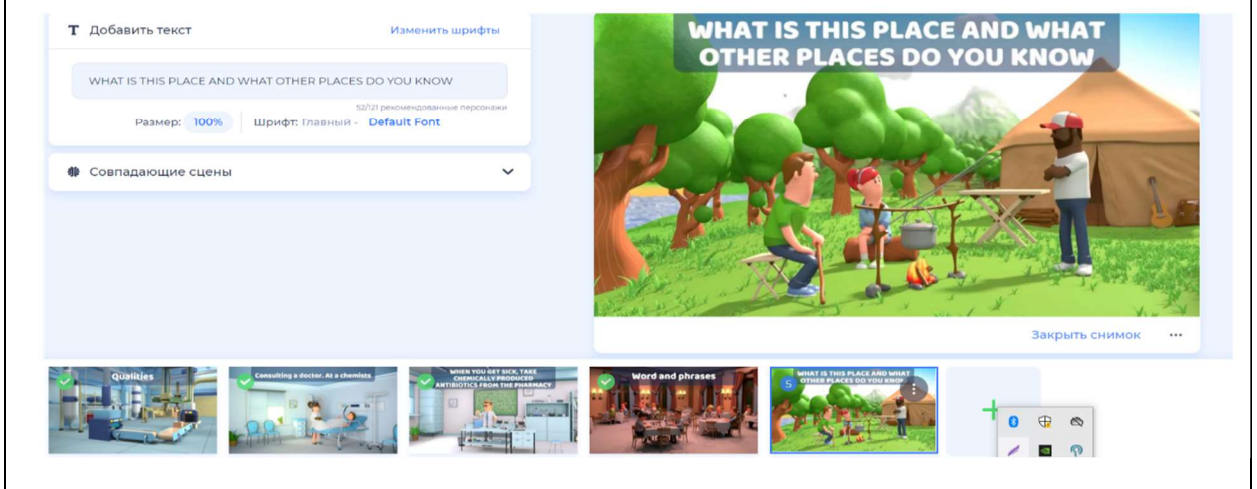 Добавить текст
Изменить шрифты
WHAT IS THIS PLACE AND WHAT OTHER PLACES DO YOU KNOW
52/121 рекомендованные персонажи
Размер: 100%
Шрифт: Главный - Default Font
Совпадающие сцены
WHAT IS THIS PLACE AND WHAT
OTHER PLACES DO YOU KNOW
Закрыть снимок
Qualities
Consulting a doctor. At a chemists
WHEN YOU GET SICK, TAKE
CHEMICALLY PRODUCED
ANTIBIOTICS FROM THE PHARMACY
Word and phrases
5
WHAT IS THIS PLACE AND WHAT
OTHER PLACES DO YOU KNOW